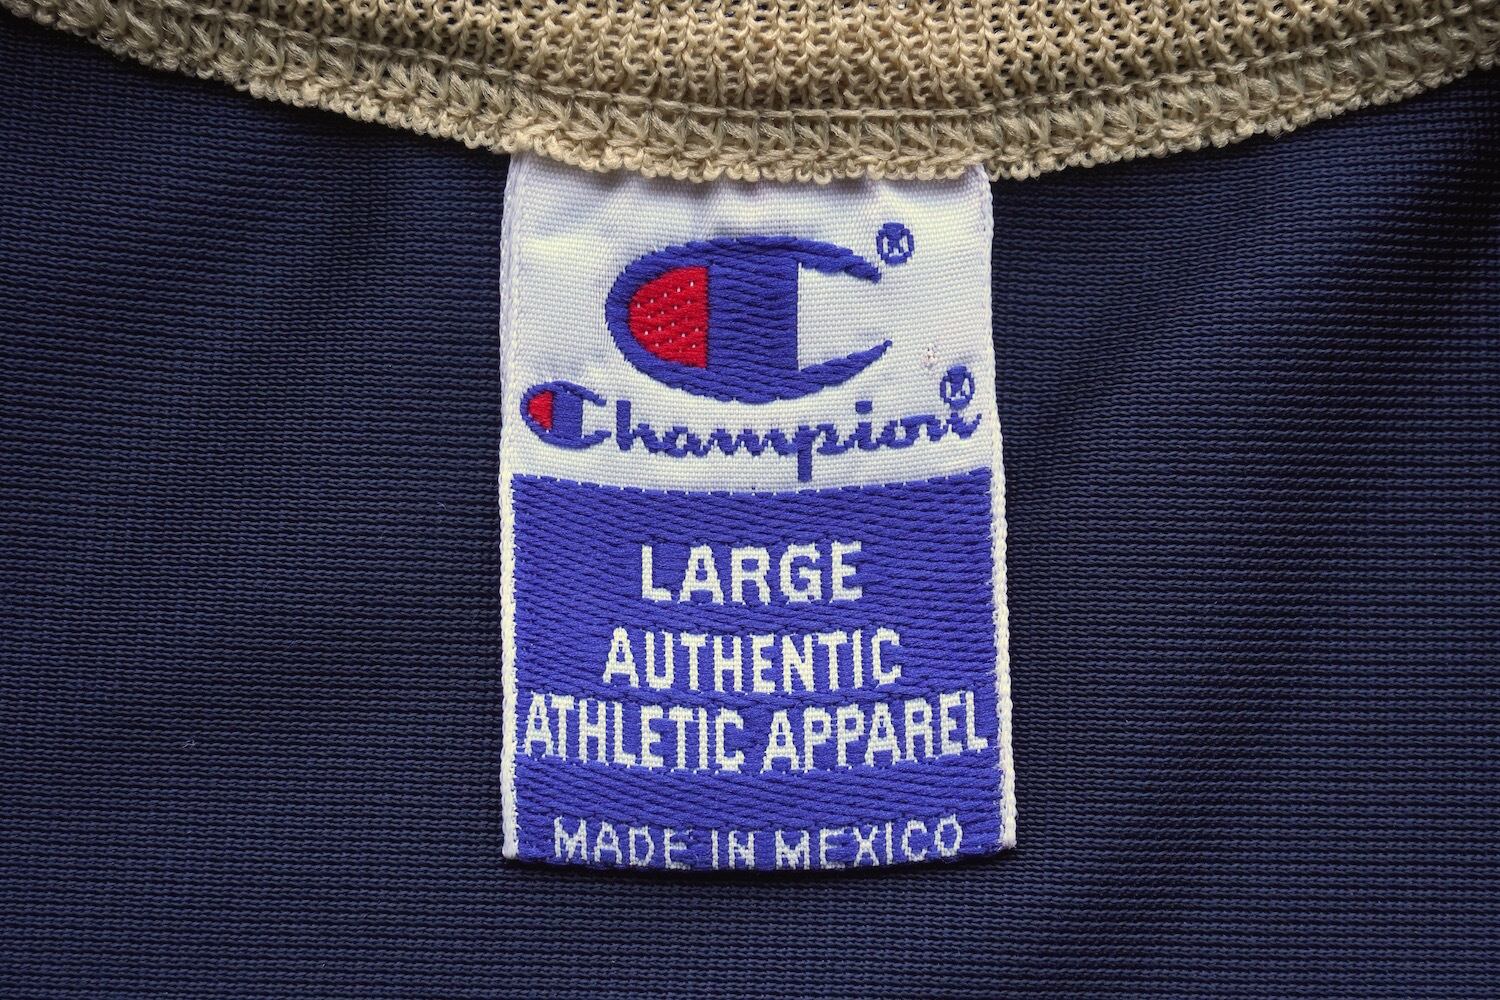 Champion
LARGE
AUTHENTIC
ATHLETIC APPAREL
MADE IN MEXICO